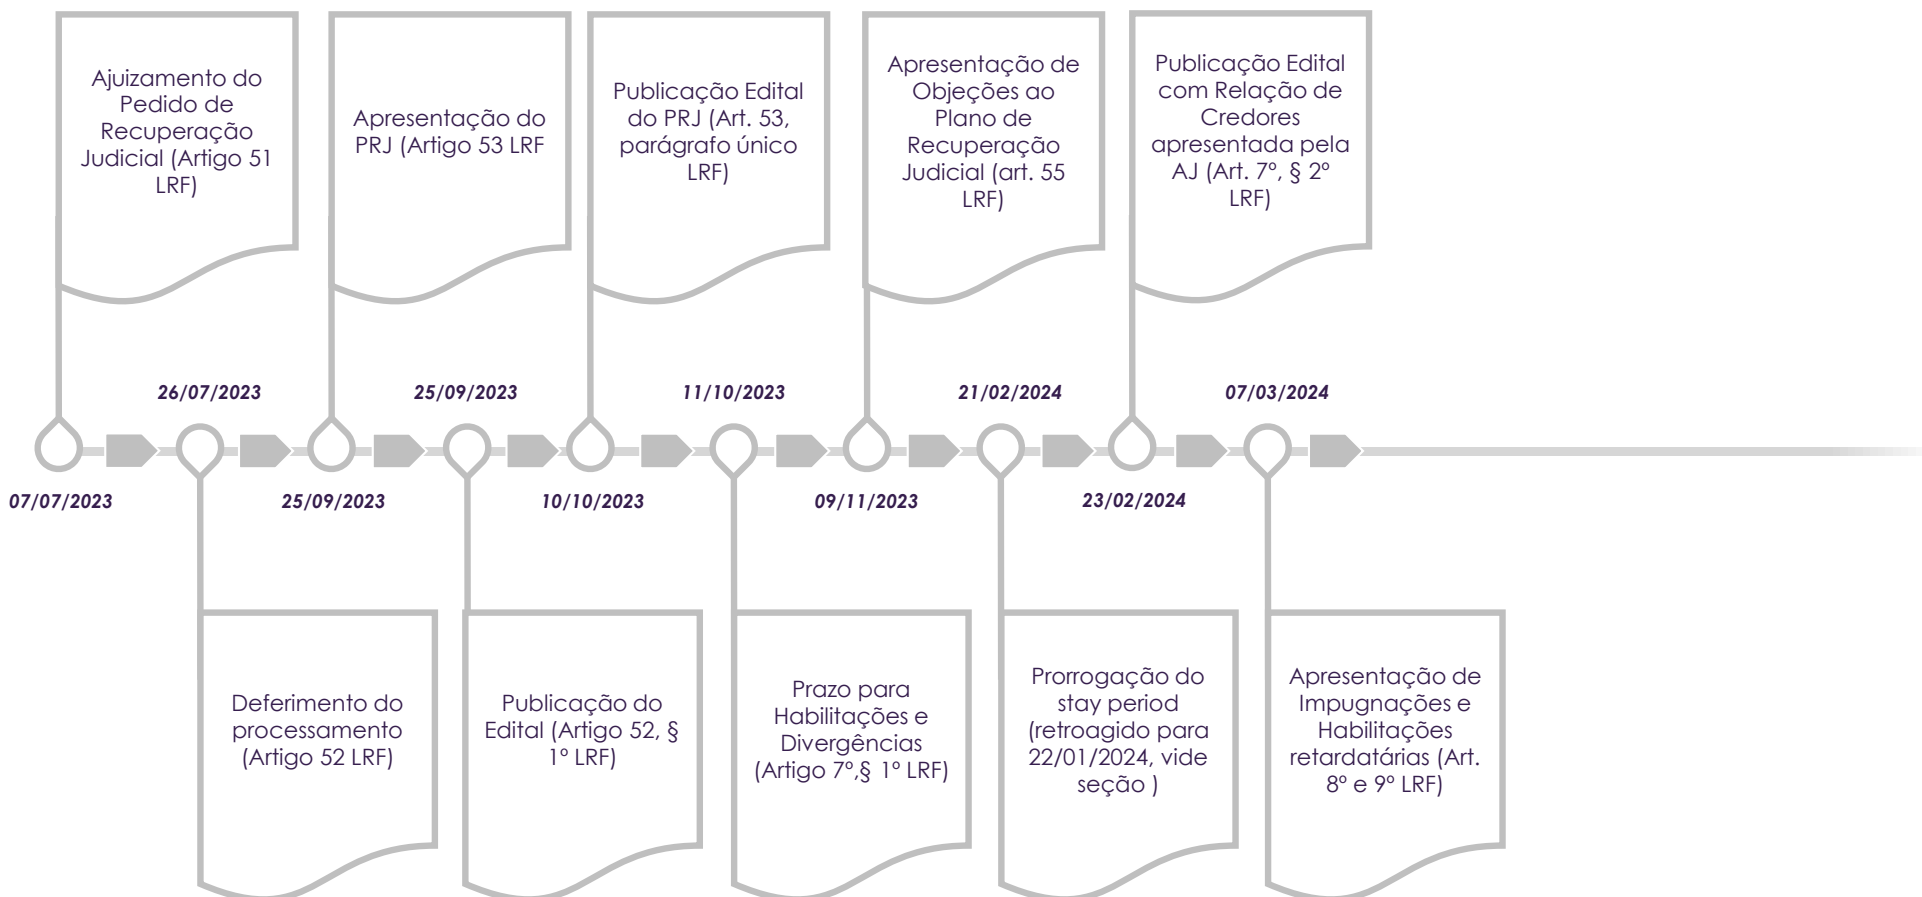 Ajuizamento do
Pedido de
Recuperação
Judicial (Artigo 51
LRF)
Apresentação do
PRJ (Artigo 53 LRF
Publicação Edital
do PRJ (Art. 53,
parágrafo único
LRF)
Apresentação de
Objeções ao
Plano de
Recuperação
Judicial (art. 55
LRF)
Publicação Edital
com Relação de
Credores
apresentada pela
AJ (Art. 7º, § 2º
LRF)
26/07/2023
25/09/2023
11/10/2023
21/02/2024
07/03/2024
07/07/2023
25/09/2023
10/10/2023
09/11/2023
23/02/2024
Deferimento do
processamento
(Artigo 52 LRF)
Publicação do
Edital (Artigo 52, §
1º LRF)
Prazo para
Habilitações e
Divergências
(Artigo 7º,§ 1º LRF)
Prorrogação do
stay period
(retroagido para
22/01/2024, vide
seção )
Apresentação de
Impugnações e
Habilitações
retardatárias (Art.
8º e 9º LRF)